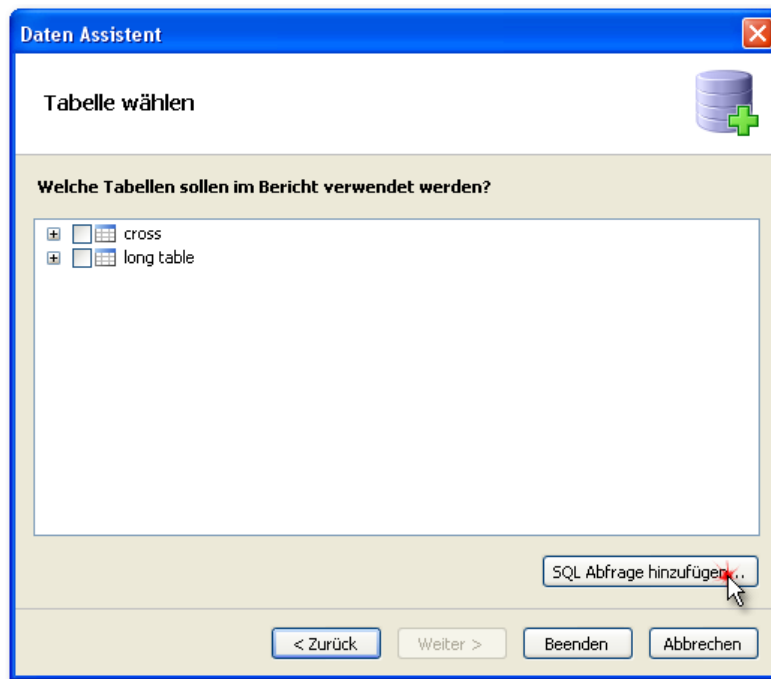 Daten Assistent
Tabelle wählen
Welche Tabellen sollen im Bericht verwendet werden?
cross
long table
SQL Abfrage hinzufügen...
< Zurück
Weiter >
Beenden
Abbrechen